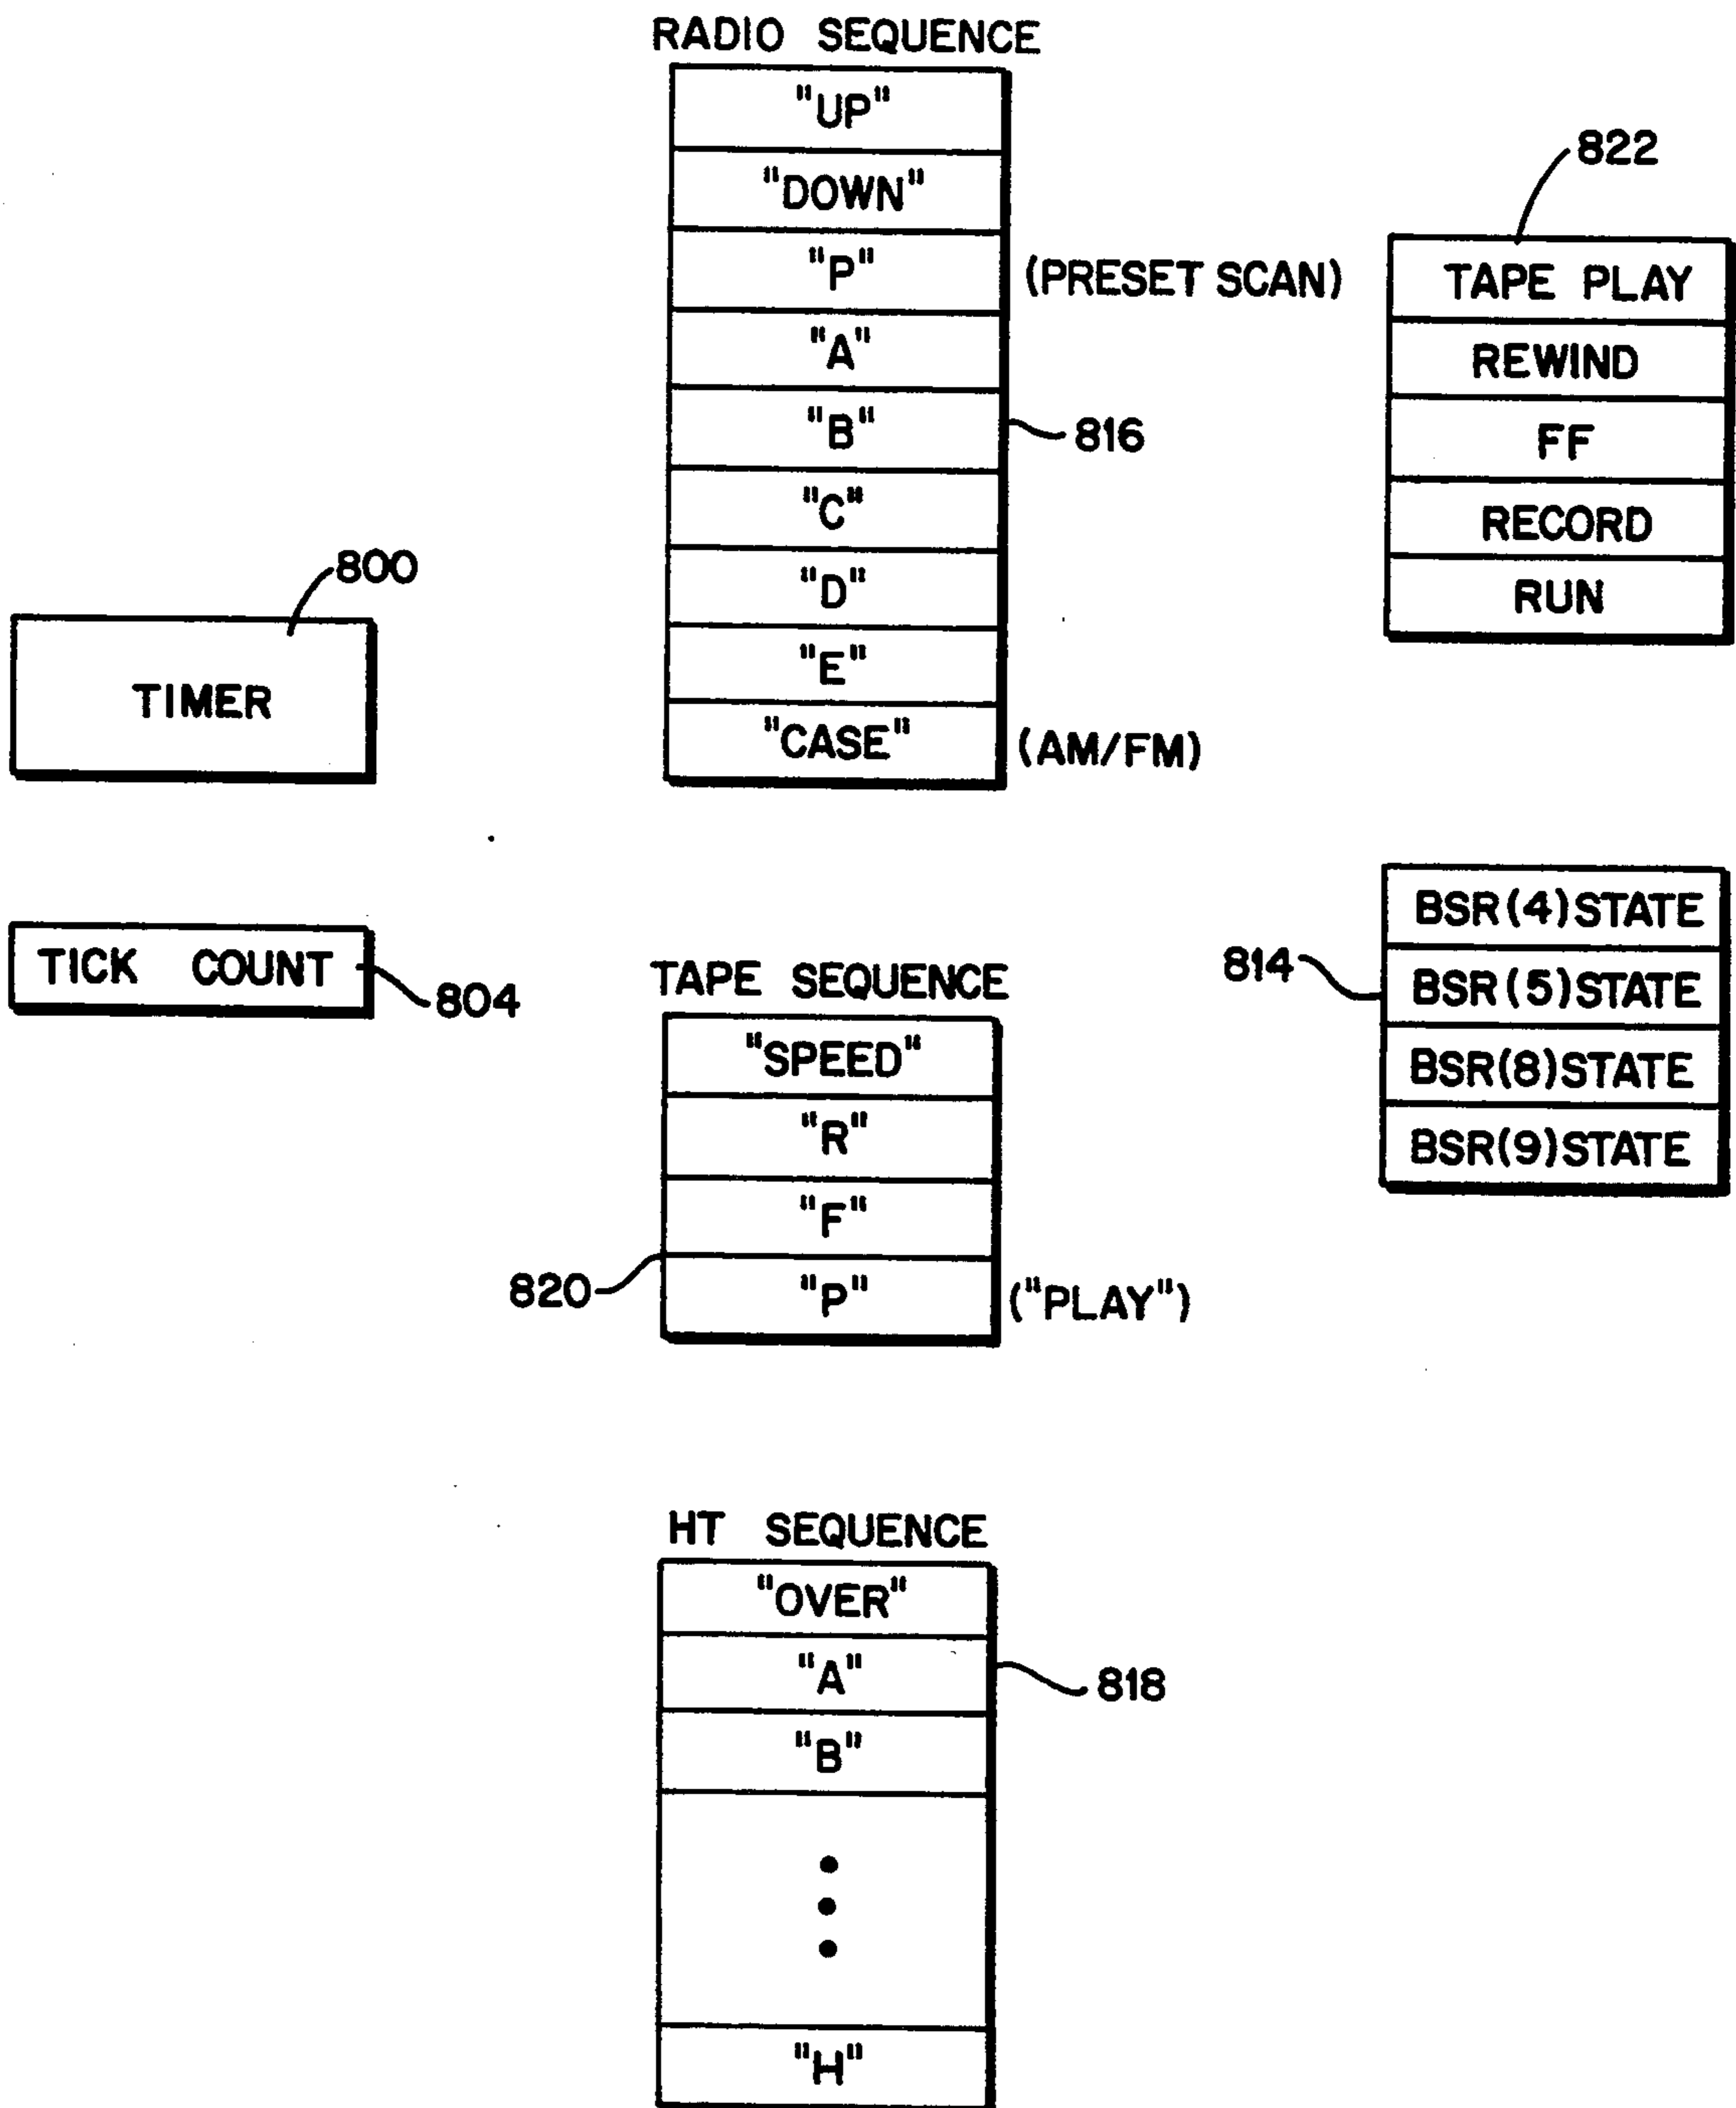 RADIO SEQUENCE
"UP"
"DOWN"
"P" (PRESET SCAN)
"A"
"B"
816
"C"
"D"
"E"
"CASE" (AM/FM)
822
TAPE PLAY
REWIND
FF
RECORD
RUN
800
TIMER
TICK COUNT
804
TAPE SEQUENCE
"SPEED"
"R"
"F"
820
"P" ("PLAY")
814
BSR(4)STATE
BSR(5)STATE
BSR(8)STATE
BSR(9)STATE
HT SEQUENCE
"OVER"
"A"
818
"B"
"H"